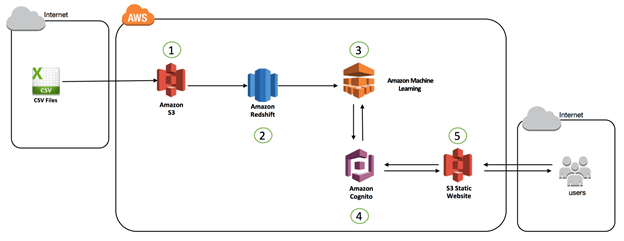 Internet
AWS
1
3
X
CSV
CSV Files
Amazon
S3
Amazon
Redshift
Amazon Machine
Learning
2
5
Internet
Amazon
Cognito
S3 Static
Website
users
4